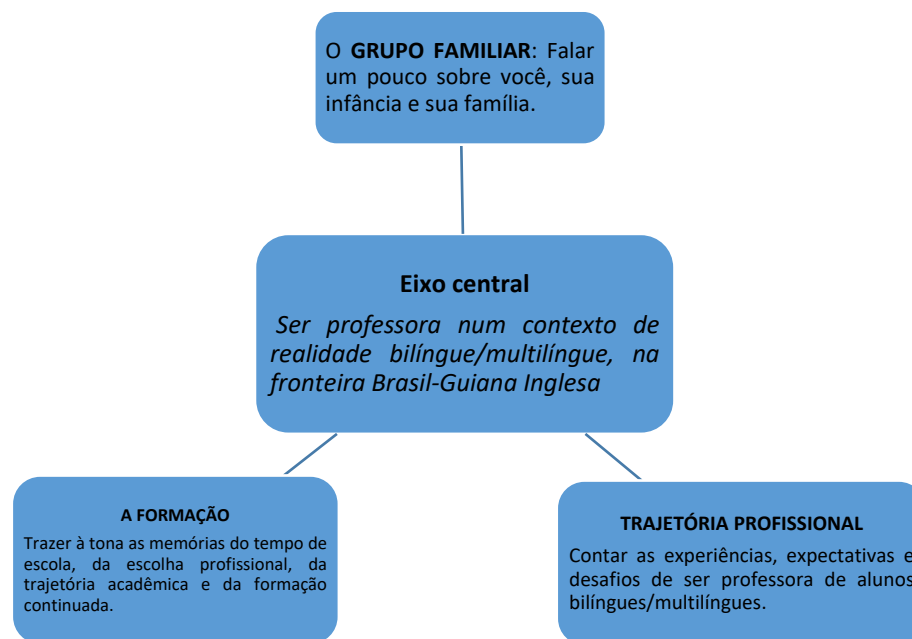 O GRUPO FAMILIAR: Falar
um pouco sobre você, sua
infância e sua família.
Eixo central
Ser professora num contexto de
realidade bilíngue/multilíngue, na
fronteira Brasil-Guiana Inglesa
A FORMAÇÃO
Trazer à tona as memórias do tempo de
escola, da escolha profissional, da
trajetória acadêmica e da formação
continuada.
TRAJETÓRIA PROFISSIONAL
Contar as experiências, expectativas e
desafios de ser professora de alunos
bilíngues/multilíngues.